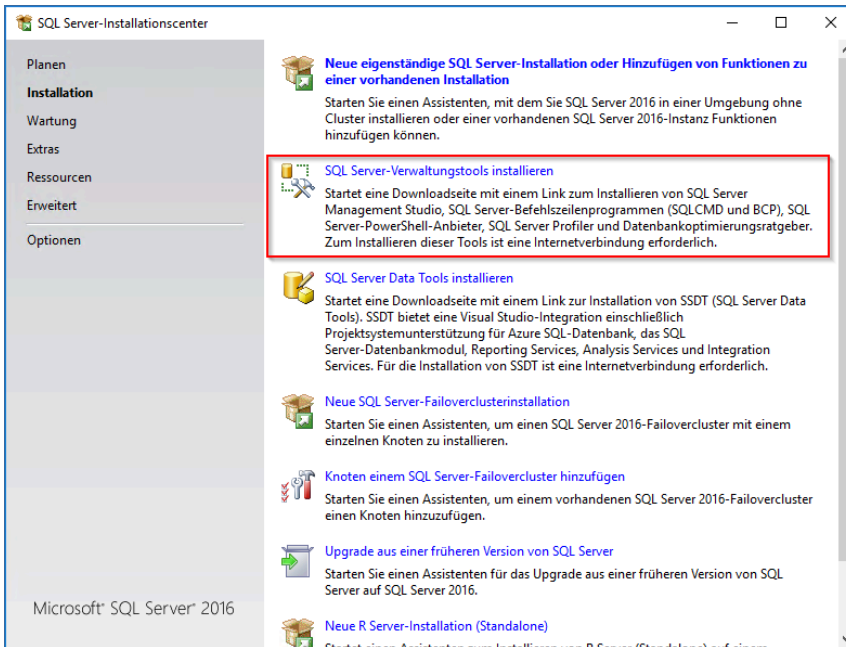 SQL Server-Installationscenter
Planen
Installation
Wartung
Extras
Ressourcen
Erweitert
Optionen
Microsoft® SQL Server® 2016
Neue eigenständige SQL Server-Installation oder Hinzufügen von Funktionen zu
einer vorhandenen Installation
Starten Sie einen Assistenten, mit dem Sie SQL Server 2016 in einer Umgebung ohne
Cluster installieren oder einer vorhandenen SQL Server 2016-Instanz Funktionen
hinzufügen können.
SQL Server-Verwaltungstools installieren
Startet eine Downloadseite mit einem Link zum Installieren von SQL Server
Management Studio, SQL Server-Befehlszeilenprogrammen (SQLCMD und BCP), SQL
Server-PowerShell-Anbieter, SQL Server Profiler und Datenbankoptimierungsratgeber.
Zum Installieren dieser Tools ist eine Internetverbindung erforderlich.
SQL Server Data Tools installieren
Startet eine Downloadseite mit einem Link zur Installation von SSDT (SQL Server Data
Tools). SSDT bietet eine Visual Studio-Integration einschließlich
Projektsystemunterstützung für Azure SQL-Datenbank, das SQL
Server-Datenbankmodul, Reporting Services, Analysis Services und Integration
Services. Für die Installation von SSDT ist eine Internetverbindung erforderlich.
Neue SQL Server-Failoverclusterinstallation
Starten Sie einen Assistenten, um einen SQL Server 2016-Failovercluster mit einem
einzelnen Knoten zu installieren.
Knoten einem SQL Server-Failovercluster hinzufügen
Starten Sie einen Assistenten, um einem vorhandenen SQL Server 2016-Failovercluster
einen Knoten hinzuzufügen.
Upgrade aus einer früheren Version von SQL Server
Starten Sie einen Assistenten für das Upgrade aus einer früheren Version von SQL
Server auf SQL Server 2016.
Neue R Server-Installation (Standalone)
Startet einen Assistenten zum Installieren von R Server (Standalone) auf einem